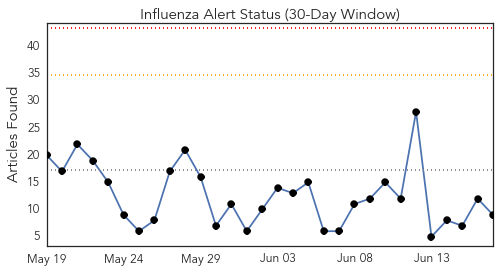 Influenza Alert Status (30-Day Window)
Articles Found
40
35
30
25
20
15
10
5
May 19 May 24 May 29 Jun 03 Jun 08 Jun 13